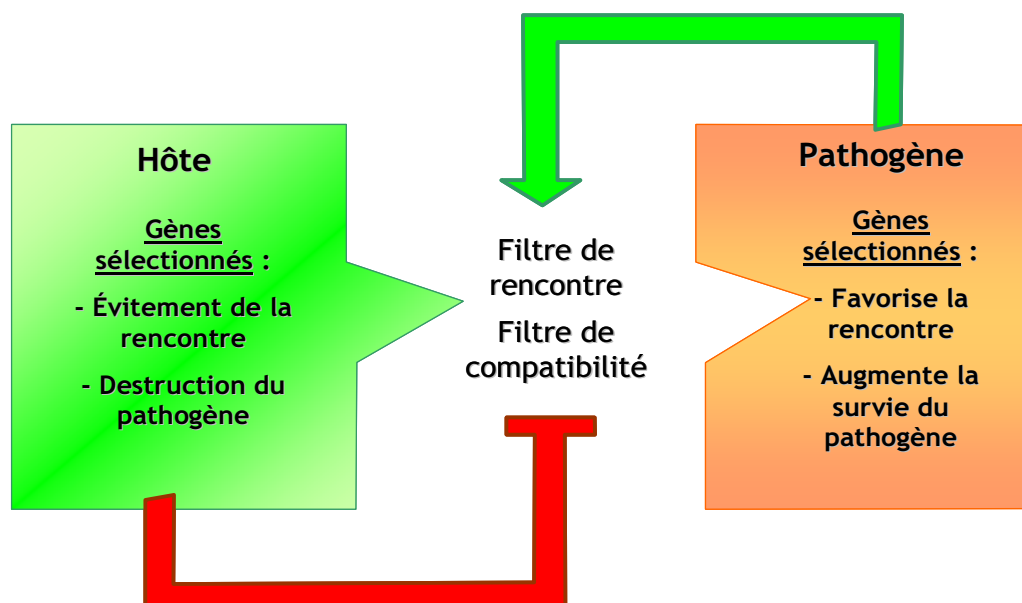 Hôte
Gènes
sélectionnés :
- Évitement de la
rencontre
- Destruction du
pathogène
Filtre de
rencontre
Filtre de
compatibilité
Pathogène
Gènes
sélectionnés :
- Favorise la
rencontre
- Augmente la
survie du
pathogène